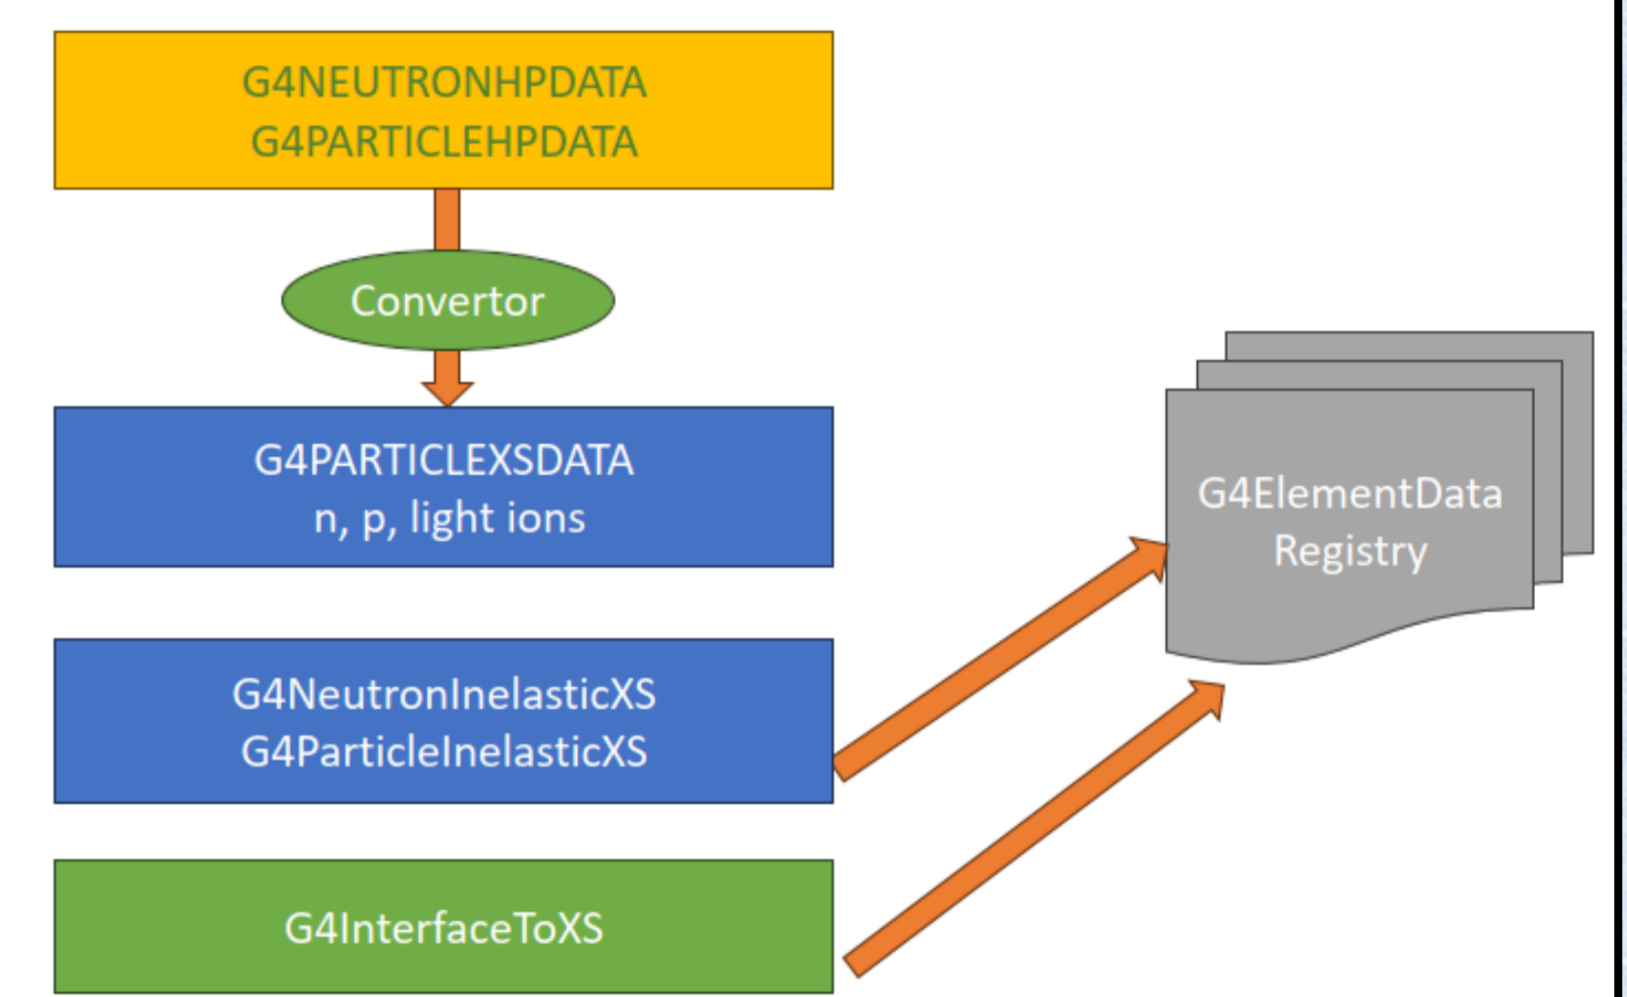 G4NEUTRONHPDATA
G4PARTICLEHPDATA
Convertor
G4PARTICLEXSDATA
n, p, light ions
G4ElementData
Registry
G4NeutronInelasticXS
G4ParticleInelasticXS
G4InterfaceToXS